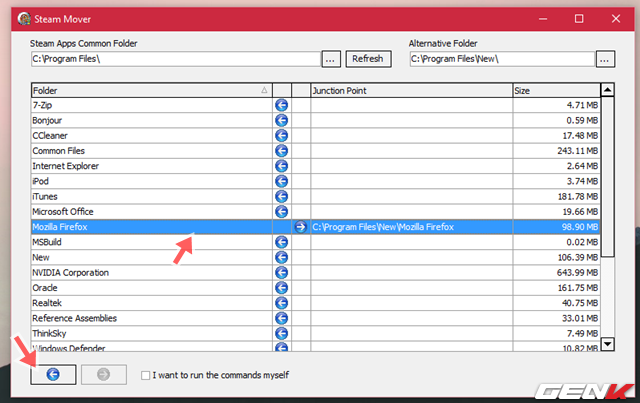 Steam Mover
Steam Apps Common Folder Alternative Folder
C:\Program Files\ ... Refresh C:\Program Files\New\ ...
Folder Junction Point Size
7-Zip 4.71 MB
Bonjour 0.59 MB
CCleaner 17.48 MB
Common Files 243.11 MB
Internet Explorer 2.64 MB
iPod 3.74 MB
iTunes 181.78 MB
Microsoft Office 19.66 MB
Mozilla Firefox C:\Program Files\New\Mozilla Firefox 98.90 MB
MSBuild 0.02 MB
New 106.39 MB
NVIDIA Corporation 643.99 MB
Oracle 161.75 MB
Realtek 40.75 MB
Reference Assemblies 33.01 MB
ThinkSky 7.49 MB
Windows Defender 10.82 MB
I want to run the commands myself
GENK